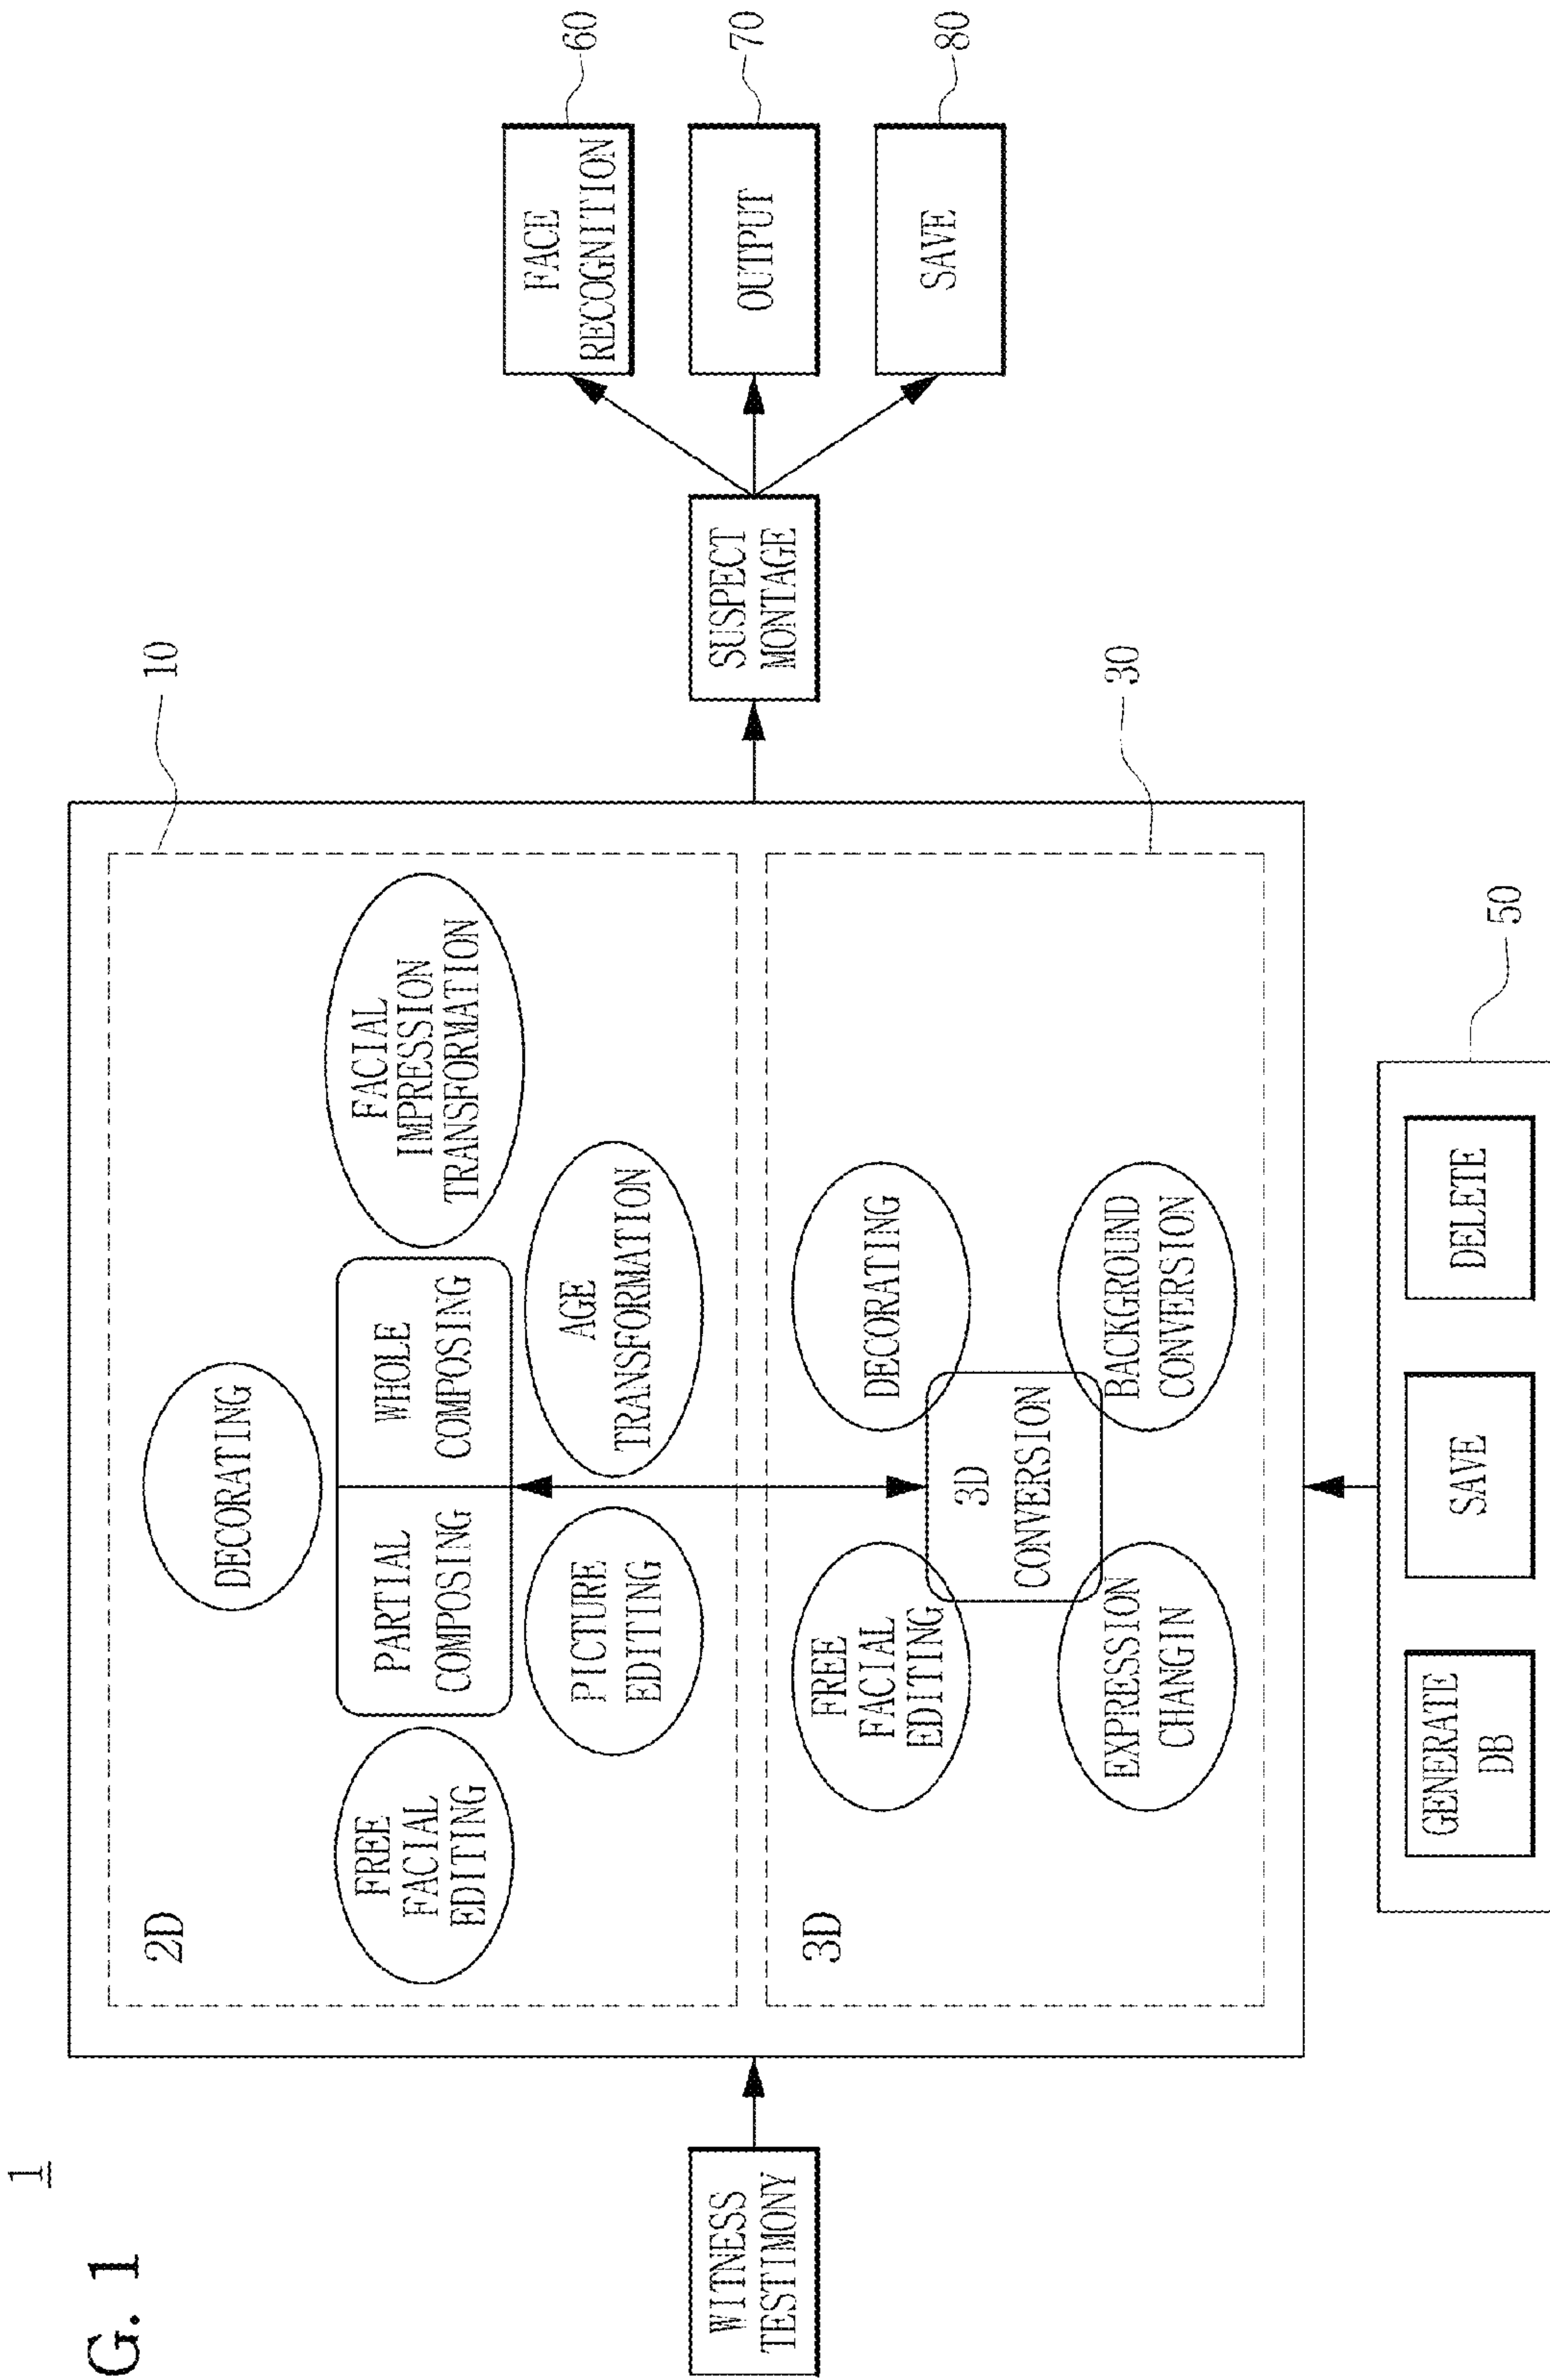 G. 1
1
WITNESS
TESTIMONY
2D
10
DECORATING
FREE
FACIAL
EDITING
PARTIAL
COMPOSING
WHOLE
COMPOSING
FACIAL
IMPRESSION
TRANSFORMATION
PICTURE
EDITING
AGE
TRANSFORMATION
3D
30
FREE
FACIAL
EDITING
DECORATING
3D
CONVERSION
EXPRESSION
CHANGIN
BACKGROUND
CONVERSION
50
GENERATE
DB
SAVE
DELETE
SUSPECT
MONTAGE
FACE
RECOGNITION
60
OUTPUT
70
SAVE
80